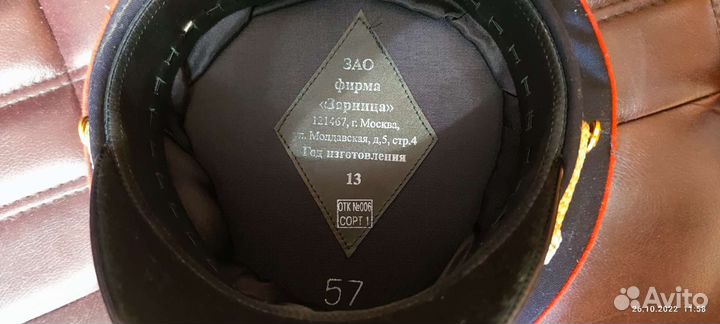 ЗАО
фирма
«Зарница»
121467, г. Москва,
ул. Молдавская, д,5, стр.4
Год изготовления
13
ОТК №006
СОРТ 1
57
Avito
26.10.2022 11:58